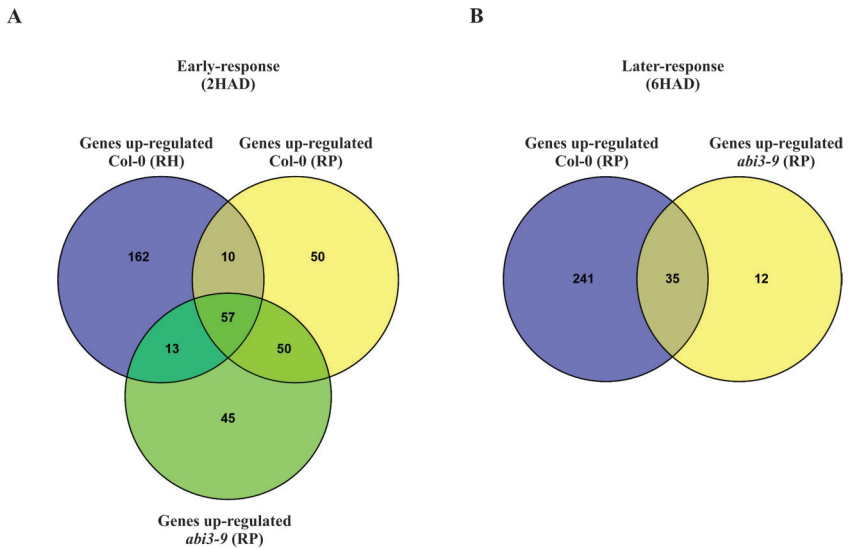 A
B
Early-response
(2HAD)
Later-response
(6HAD)
Genes up-regulated
Col-0 (RH)
Genes up-regulated
Col-0 (RP)
Genes up-regulated
Col-0 (RP)
Genes up-regulated
abi3-9 (RP)
162
10
50
57
13
50
45
241
35
12
Genes up-regulated
abi3-9 (RP)